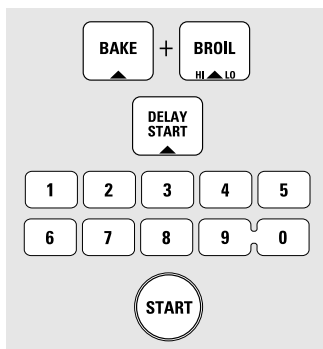 BAKE + BROIL
HI LO
DELAY
START
1 2 3 4 5
6 7 8 9 0
START